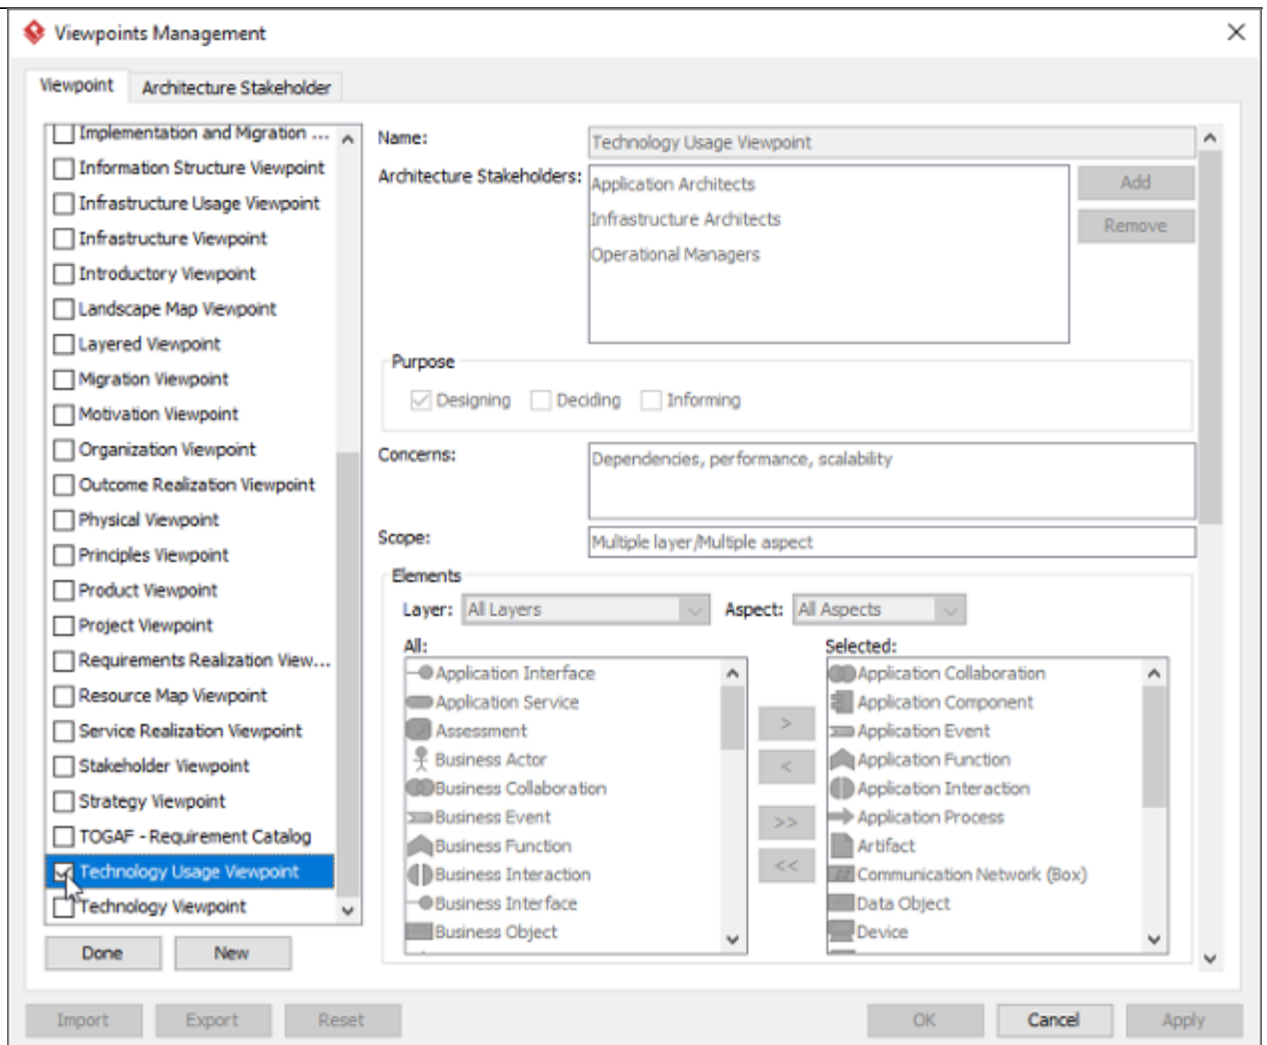 Viewpoints Management
Viewpoint
Architecture Stakeholder
Implementation and Migration ...
Information Structure Viewpoint
Infrastructure Usage Viewpoint
Infrastructure Viewpoint
Introductory Viewpoint
Landscape Map Viewpoint
Layered Viewpoint
Migration Viewpoint
Motivation Viewpoint
Organization Viewpoint
Outcome Realization Viewpoint
Physical Viewpoint
Principles Viewpoint
Product Viewpoint
Project Viewpoint
Requirements Realization View...
Resource Map Viewpoint
Service Realization Viewpoint
Stakeholder Viewpoint
Strategy Viewpoint
TOGAF - Requirement Catalog
Technology Usage Viewpoint
Technology Viewpoint
Done
New
Name:
Technology Usage Viewpoint
Architecture Stakeholders:
Application Architects
Infrastructure Architects
Operational Managers
Add
Remove
Purpose
Designing
Deciding
Informing
Concerns:
Dependencies, performance, scalability
Scope:
Multiple layer/Multiple aspect
Elements
Layer:
All Layers
Aspect:
All Aspects
All:
Application Interface
Application Service
Assessment
Business Actor
Business Collaboration
Business Event
Business Function
Business Interaction
Business Interface
Business Object
>
<
>>
<<
Selected:
Application Collaboration
Application Component
Application Event
Application Function
Application Interaction
Application Process
Artifact
Communication Network (Box)
Data Object
Device
Import
Export
Reset
OK
Cancel
Apply